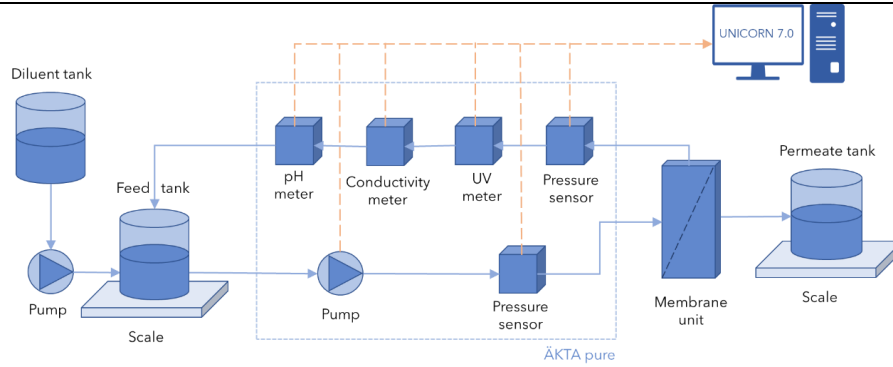 UNICORN 7.0
Diluent tank
Permeate tank
Feed tank
pH
meter
Conductivity
meter
UV
meter
Pressure
sensor
Pump
Scale
Pump
Pressure
sensor
Membrane
unit
Scale
ÄKTA pure